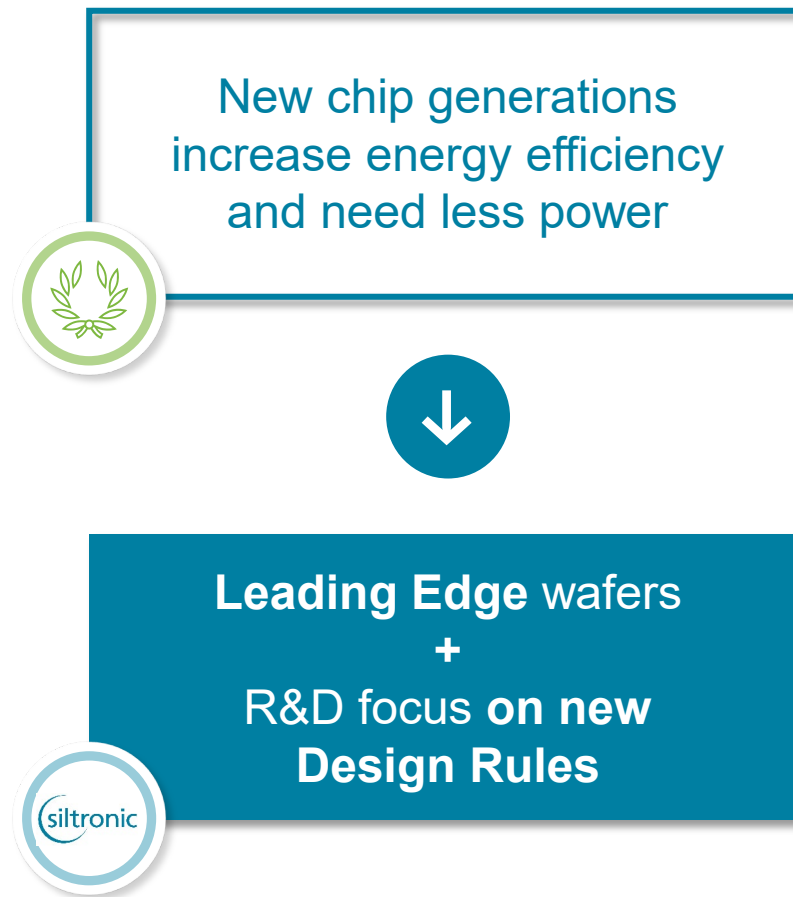 New chip generations
increase energy efficiency
and need less power
Leading Edge wafers
+
R&D focus on new
Design Rules
siltronic